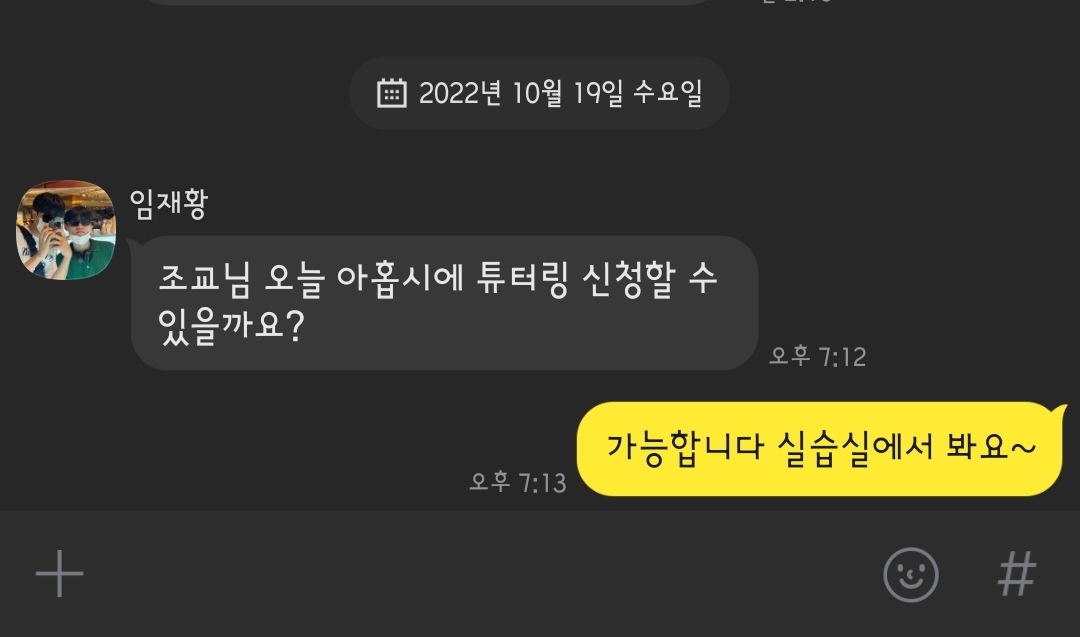 2022년 10월 19일 수요일
임재황
조교님 오늘 아홉시에 튜터링 신청할 수
있을까요?
오후 7:12
가능합니다 실습실에서 봐요~
오후 7:13
#